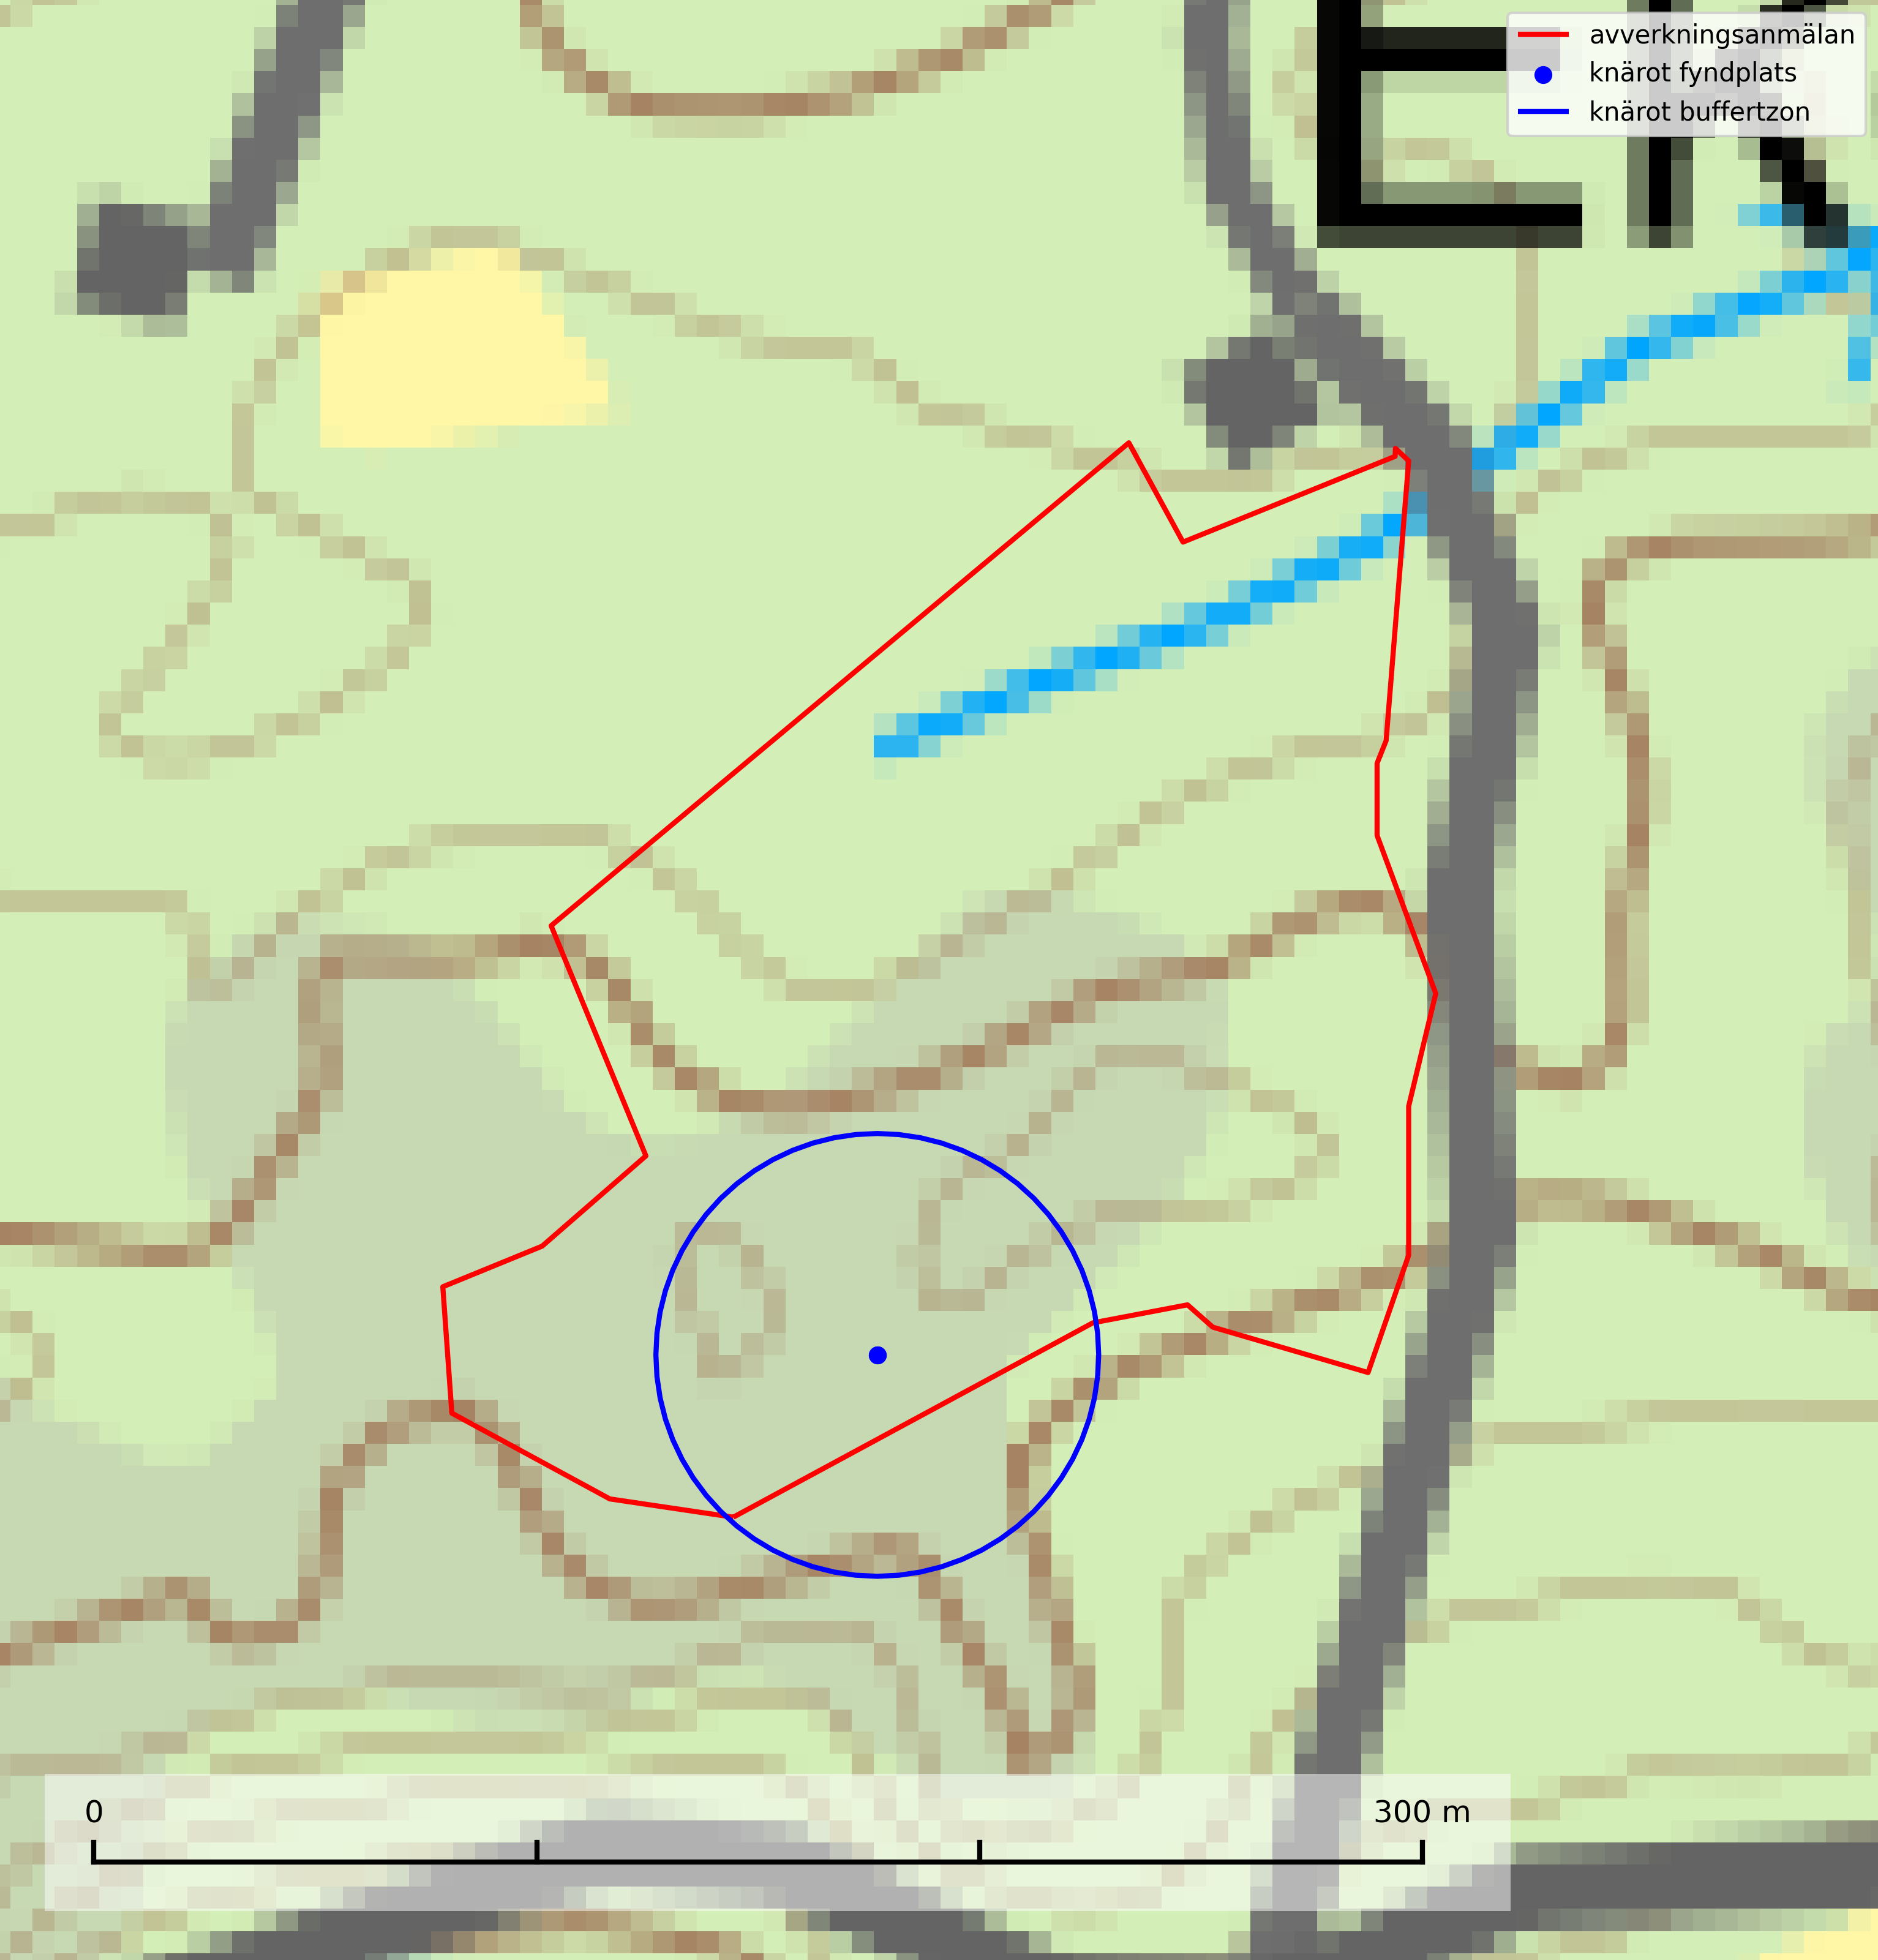 avverkningsanmälan
knärot fyndplats
knärot buffertzon
0
300 m